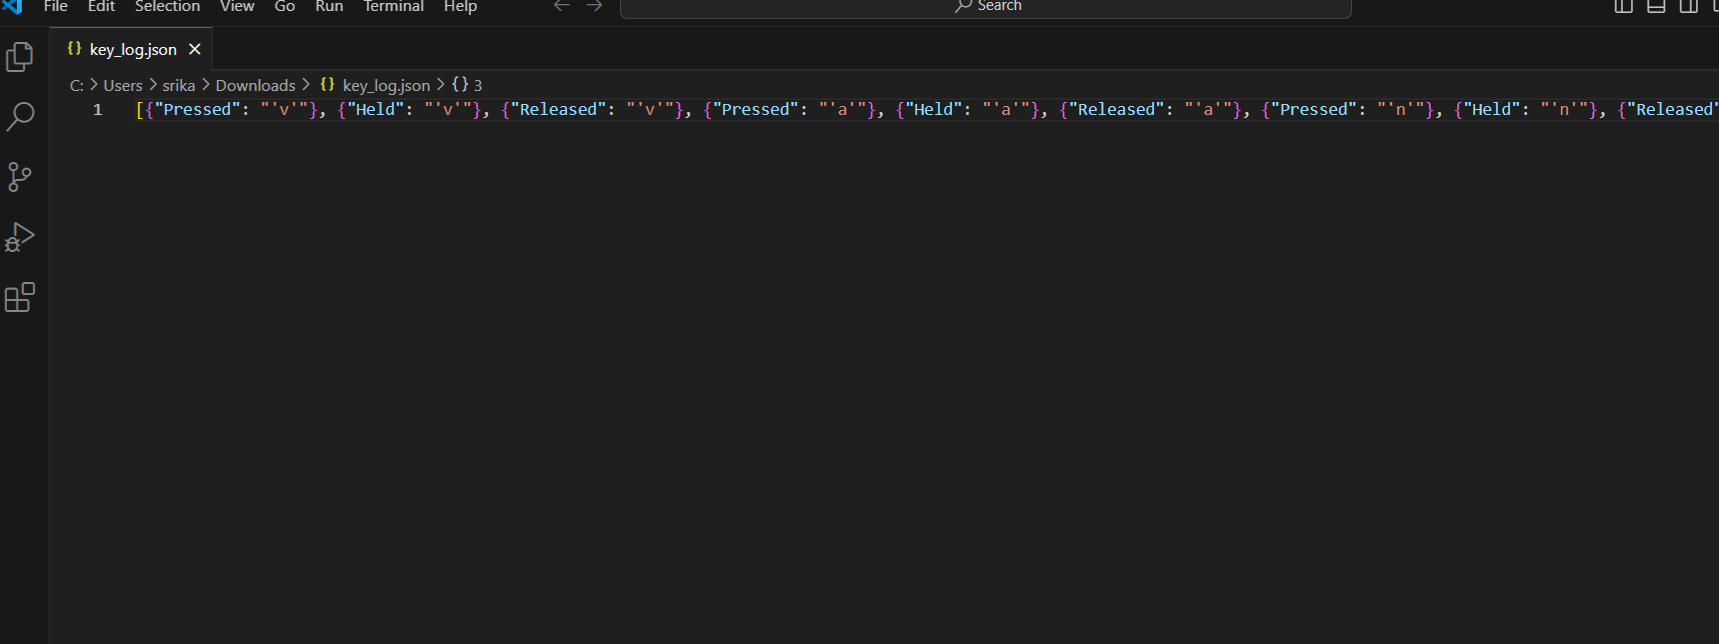 File Edit Selection View Go Run Terminal Help Search
{} key_log.json
C: > Users > srika > Downloads > {} key_log.json > {} 3
1 [{"Pressed": "'v'"}, {"Held": "'v'"}, {"Released": "'v'"}, {"Pressed": "'a'"}, {"Held": "'a'"}, {"Released": "'a'"}, {"Pressed": "'n'"}, {"Held": "'n'"}, {"Released"